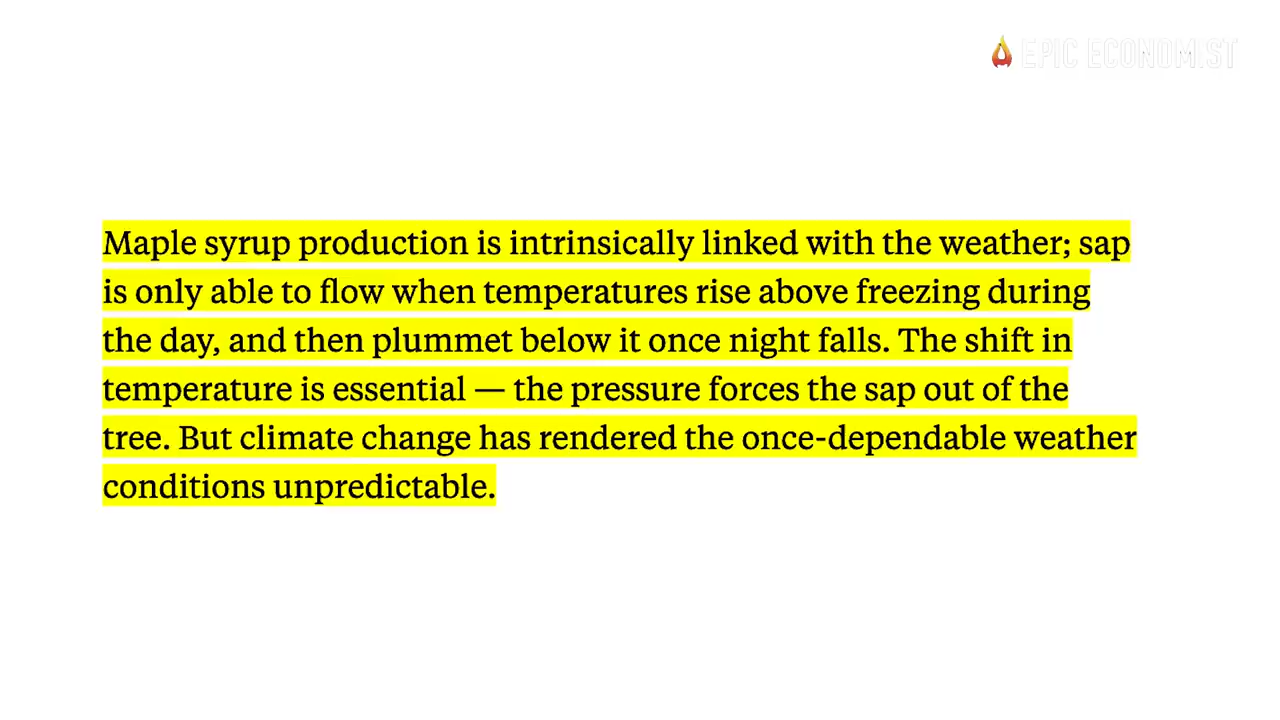 EPIC ECONOMIST
Maple syrup production is intrinsically linked with the weather; sap
is only able to flow when temperatures rise above freezing during
the day, and then plummet below it once night falls. The shift in
temperature is essential — the pressure forces the sap out of the
tree. But climate change has rendered the once-dependable weather
conditions unpredictable.